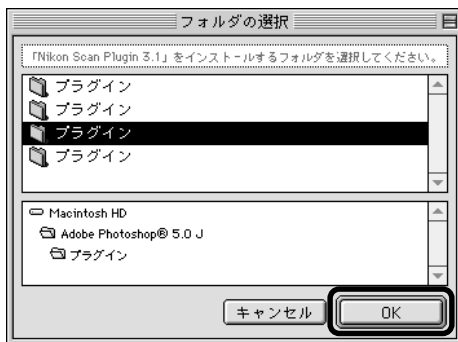 フォルダの選択
「Nikon Scan Plugin 3.1」をインストールするフォルダを選択してください。
プラグイン
プラグイン
プラグイン
プラグイン
Macintosh HD
Adobe Photoshop® 5.0 J
プラグイン
キャンセル OK